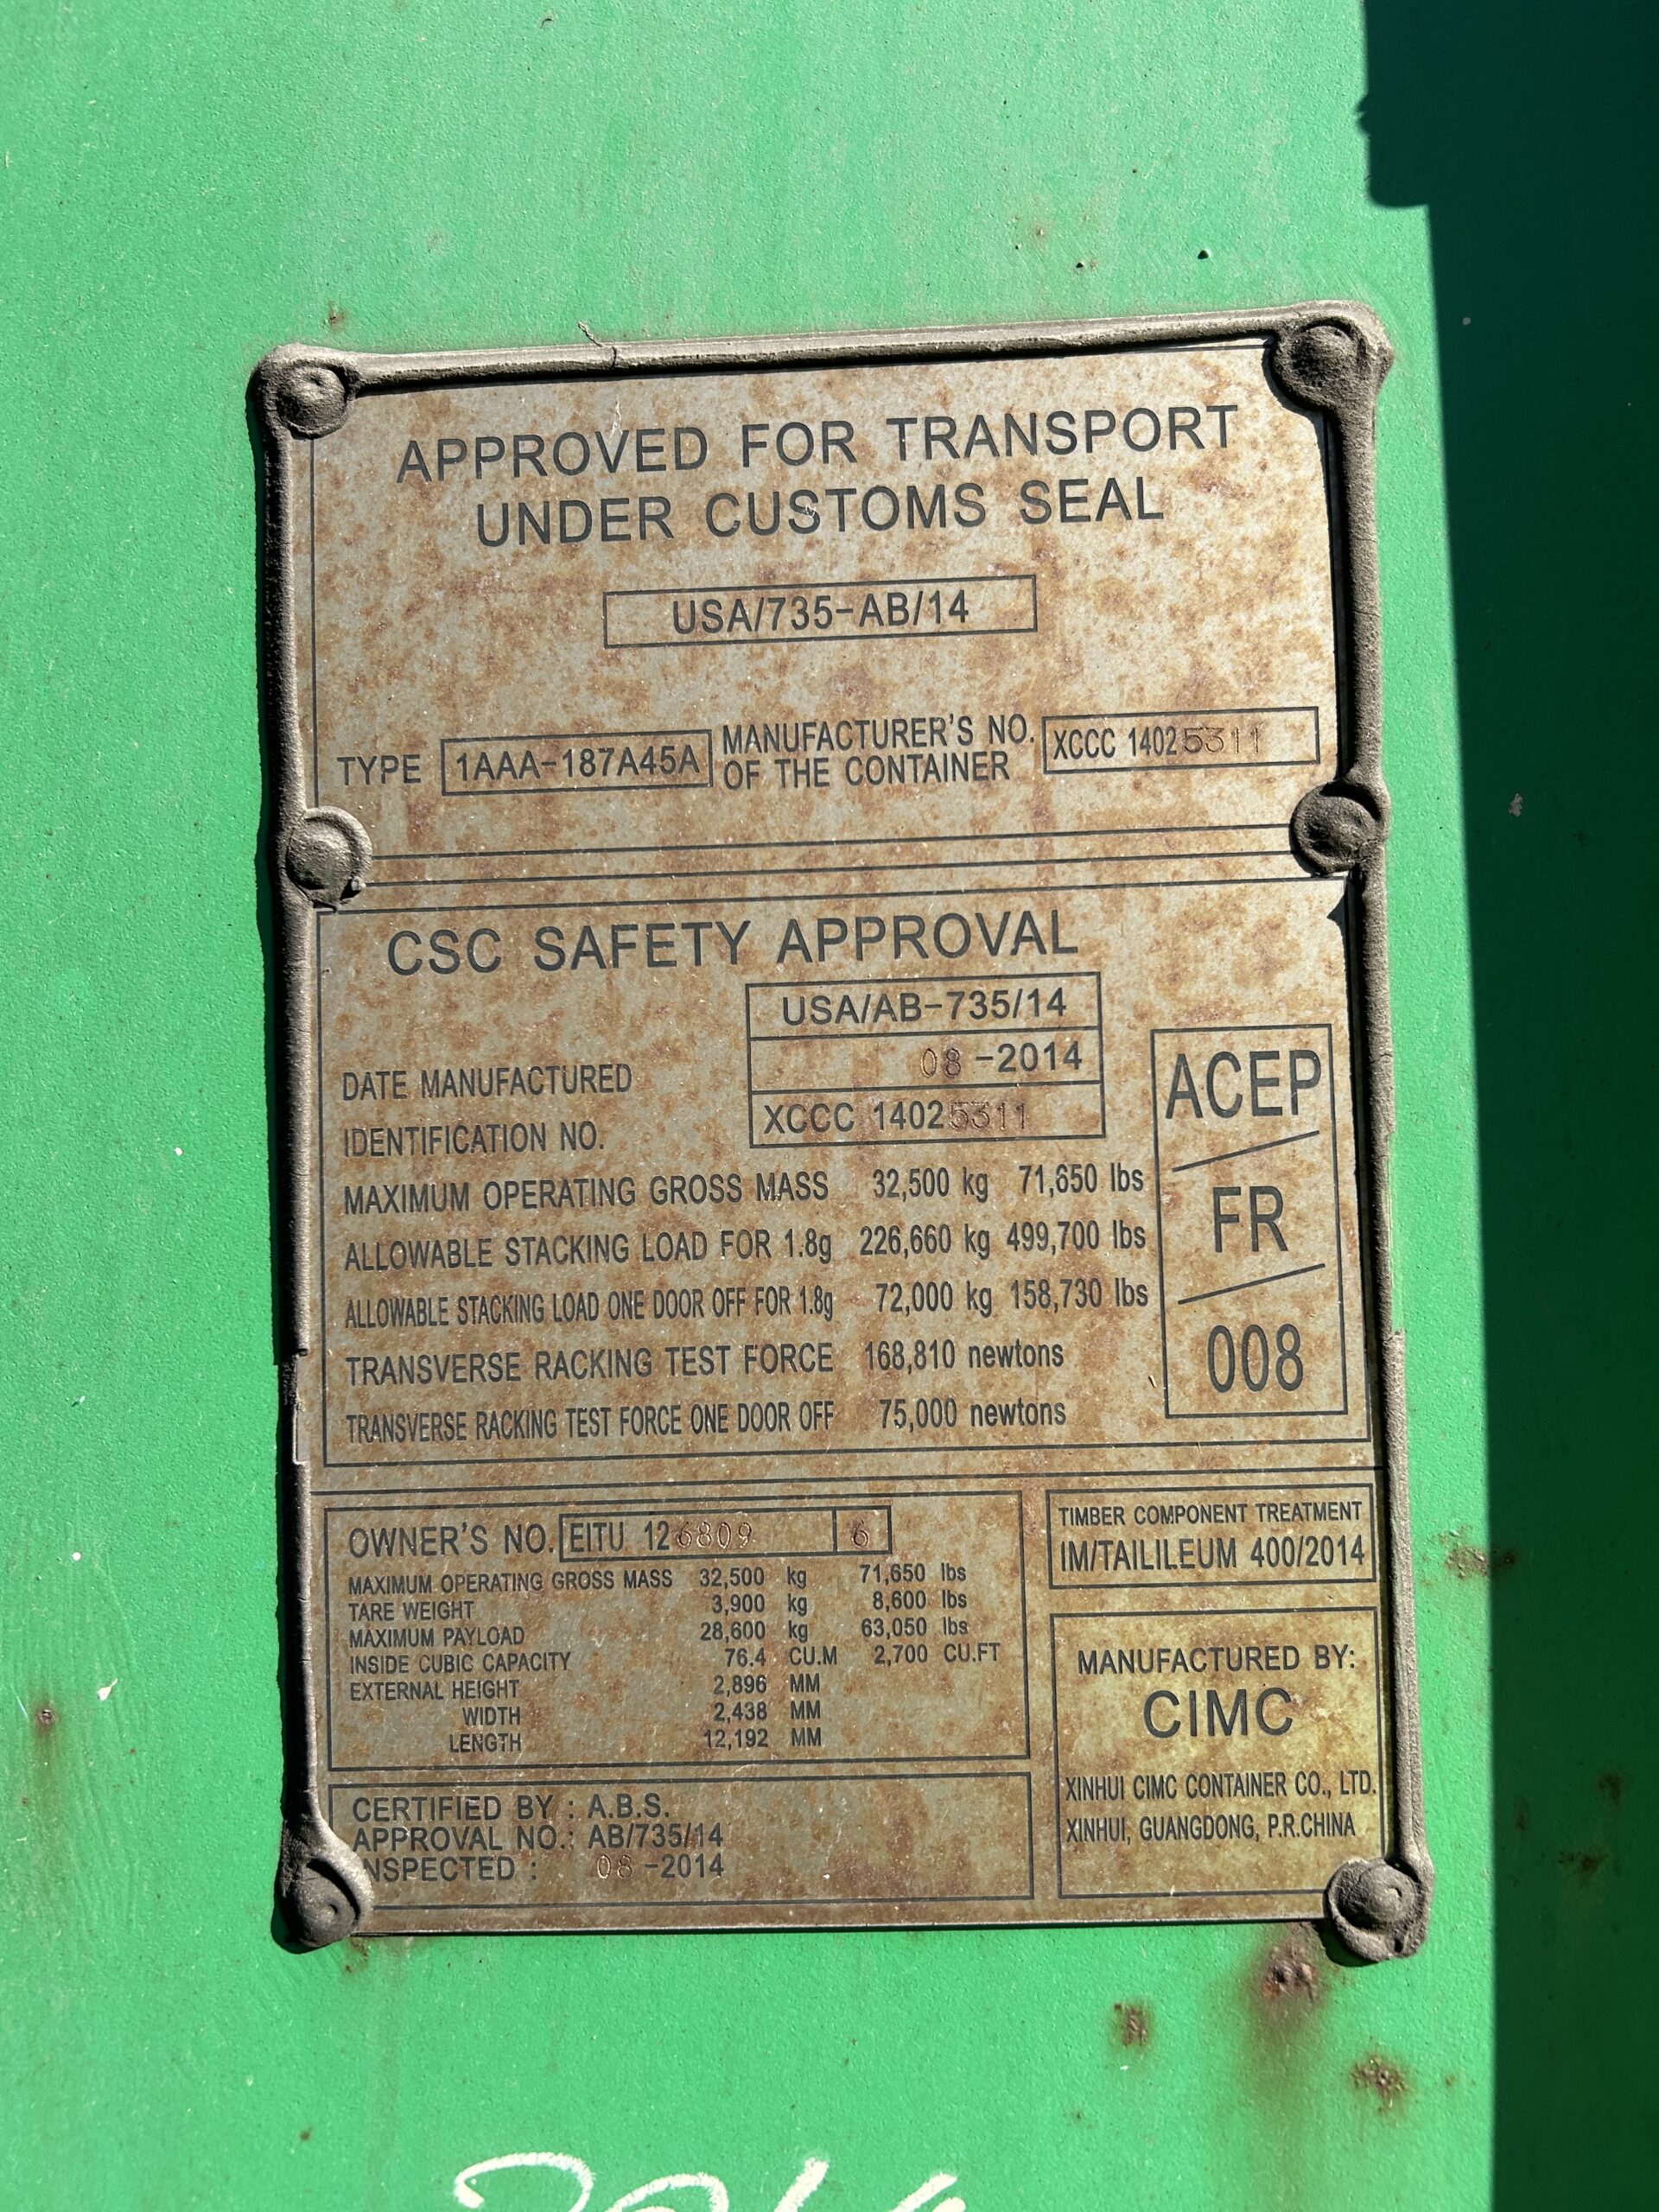 APPROVED FOR TRANSPORT
UNDER CUSTOMS SEAL
USA/735-AB/14
TYPE 1AAA-187A45A MANUFACTURER'S NO. OF THE CONTAINER XCCC 14025311
CSC SAFETY APPROVAL
USA/AB-735/14
DATE MANUFACTURED 08 -2014
IDENTIFICATION NO. XCCC 14025311
MAXIMUM OPERATING GROSS MASS 32,500 kg 71,650 lbs
ALLOWABLE STACKING LOAD FOR 1.8g 226,660 kg 499,700 lbs
ALLOWABLE STACKING LOAD ONE DOOR OFF FOR 1.8g 72,000 kg 158,730 lbs
TRANSVERSE RACKING TEST FORCE 168,810 newtons
TRANSVERSE RACKING TEST FORCE ONE DOOR OFF 75,000 newtons
ACEP
/
FR
/
008
OWNER'S NO. EITU 126809 6
MAXIMUM OPERATING GROSS MASS 32,500 kg 71,650 lbs
TARE WEIGHT 3,900 kg 8,600 lbs
MAXIMUM PAYLOAD 28,600 kg 63,050 lbs
INSIDE CUBIC CAPACITY 76.4 CU.M 2,700 CU.FT
EXTERNAL HEIGHT 2,896 MM
WIDTH 2,438 MM
LENGTH 12,192 MM
TIMBER COMPONENT TREATMENT
IM/TAILILEUM 400/2014
MANUFACTURED BY:
CIMC
XINHUI CIMC CONTAINER CO., LTD.
XINHUI, GUANGDONG, P.R.CHINA
CERTIFIED BY : A.B.S.
APPROVAL NO.: AB/735/14
INSPECTED : 08 -2014